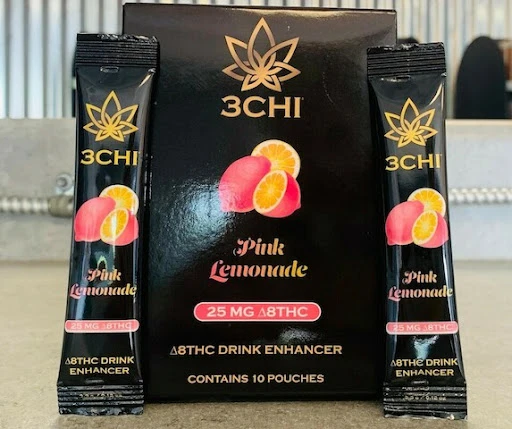 3CHI
Pink
Lemonade
25 MG Δ8THC
Δ8THC DRINK
ENHANCER
3CHI
Pink
Lemonade
25 MG Δ8THC
Δ8THC DRINK ENHANCER
CONTAINS 10 POUCHES
3CHI
Pink
Lemonade
25 MG Δ8THC
Δ8THC DRINK
ENHANCER